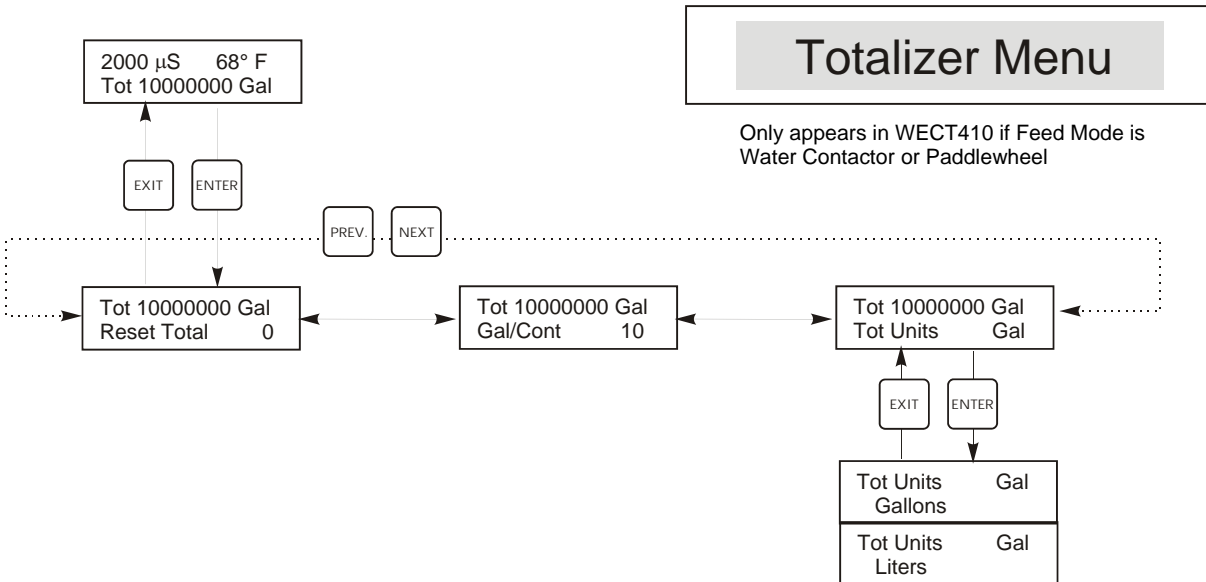 Totalizer Menu
Only appears in WECT410 if Feed Mode is
Water Contactor or Paddlewheel
2000 μS 68° F
Tot 10000000 Gal
EXIT
ENTER
PREV.
NEXT
Tot 10000000 Gal
Reset Total 0
Tot 10000000 Gal
Gal/Cont 10
Tot 10000000 Gal
Tot Units Gal
EXIT
ENTER
Tot Units Gal
Gallons
Tot Units Gal
Liters